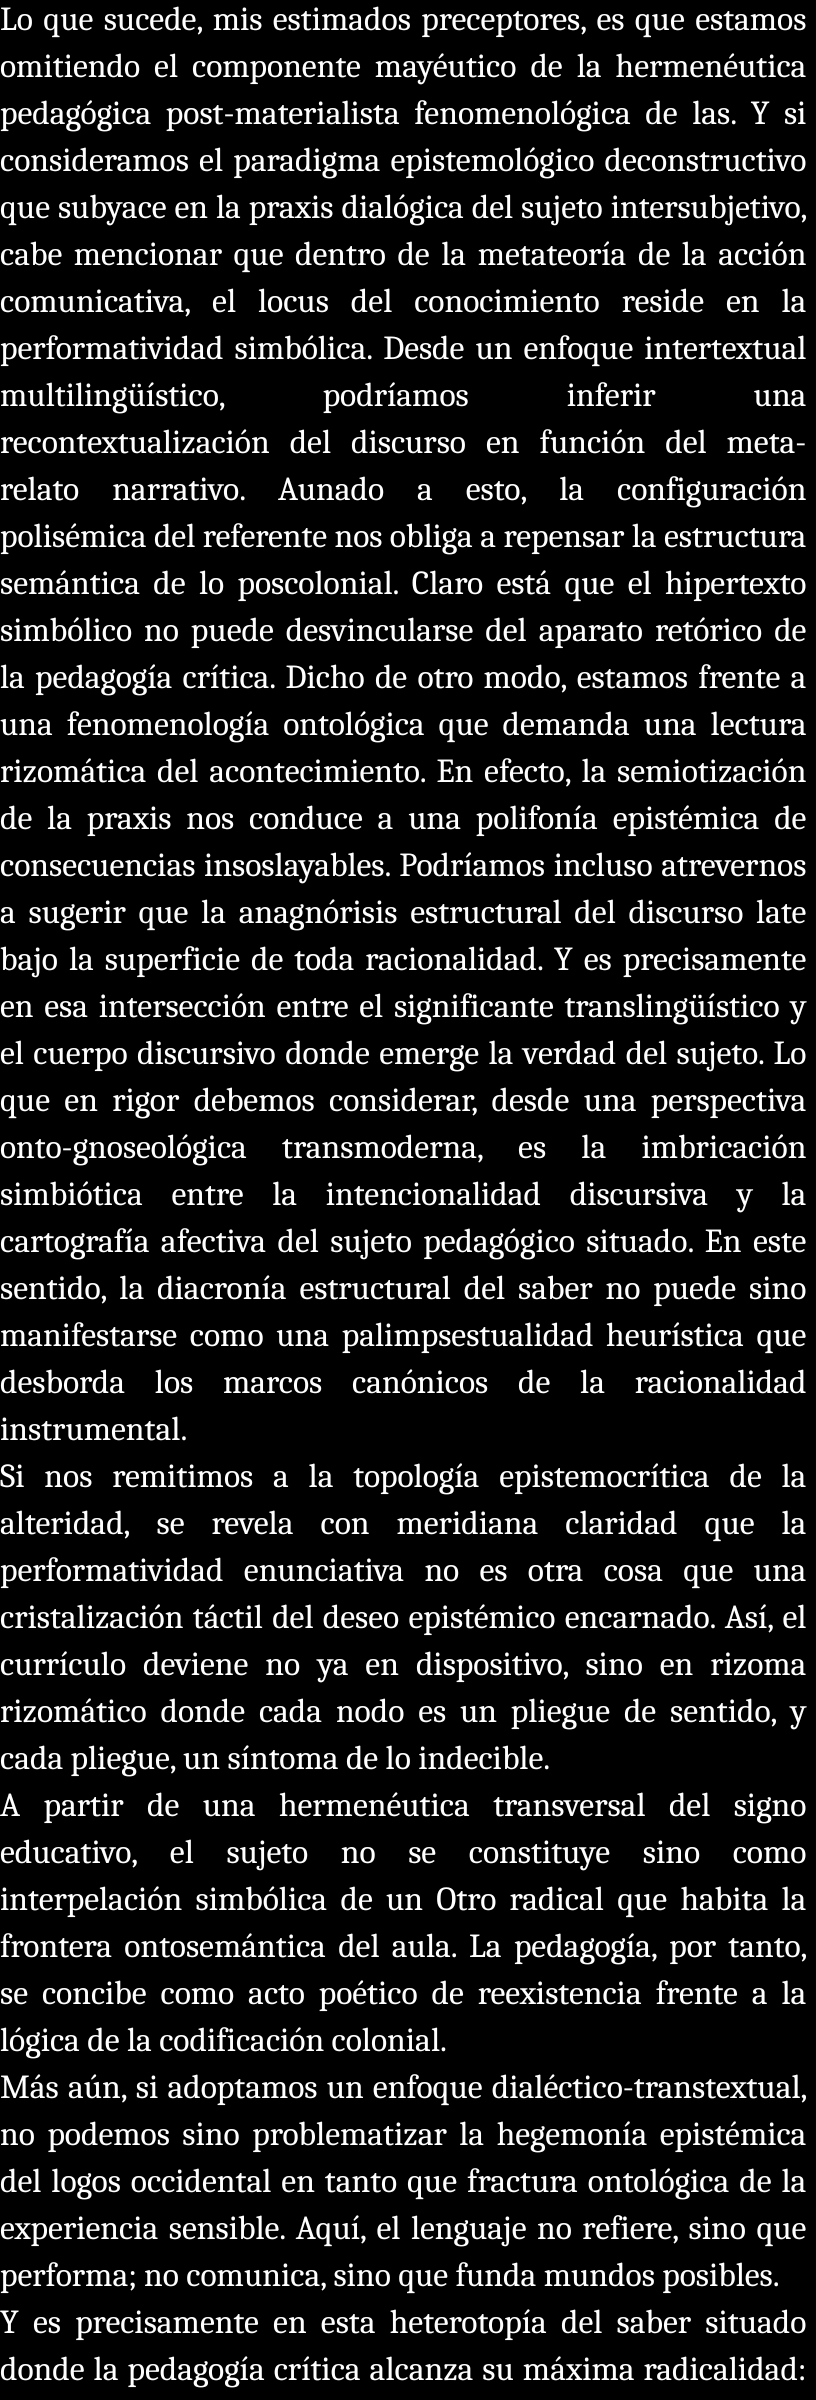 Lo que sucede, mis estimados preceptores, es que estamos
omitiendo el componente mayéutico de la hermenéutica
pedagógica post-materialista fenomenológica de las. Y si
consideramos el paradigma epistemológico deconstructivo
que subyace en la praxis dialógica del sujeto intersubjetivo,
cabe mencionar que dentro de la metateoría de la acción
comunicativa, el locus del conocimiento reside en la
performatividad simbólica. Desde un enfoque intertextual
multilingüístico, podríamos inferir una
recontextualización del discurso en función del meta-
relato narrativo. Aunado a esto, la configuración
polisémica del referente nos obliga a repensar la estructura
semántica de lo poscolonial. Claro está que el hipertexto
simbólico no puede desvincularse del aparato retórico de
la pedagogía crítica. Dicho de otro modo, estamos frente a
una fenomenología ontológica que demanda una lectura
rizomática del acontecimiento. En efecto, la semiotización
de la praxis nos conduce a una polifonía epistémica de
consecuencias insoslayables. Podríamos incluso atrevernos
a sugerir que la anagnórisis estructural del discurso late
bajo la superficie de toda racionalidad. Y es precisamente
en esa intersección entre el significante translingüístico y
el cuerpo discursivo donde emerge la verdad del sujeto. Lo
que en rigor debemos considerar, desde una perspectiva
onto-gnoseológica transmoderna, es la imbricación
simbiótica entre la intencionalidad discursiva y la
cartografía afectiva del sujeto pedagógico situado. En este
sentido, la diacronía estructural del saber no puede sino
manifestarse como una palimpsestualidad heurística que
desborda los marcos canónicos de la racionalidad
instrumental.
Si nos remitimos a la topología epistemocrítica de la
alteridad, se revela con meridiana claridad que la
performatividad enunciativa no es otra cosa que una
cristalización táctil del deseo epistémico encarnado. Así, el
currículo deviene no ya en dispositivo, sino en rizoma
rizomático donde cada nodo es un pliegue de sentido, y
cada pliegue, un síntoma de lo indecible.
A partir de una hermenéutica transversal del signo
educativo, el sujeto no se constituye sino como
interpelación simbólica de un Otro radical que habita la
frontera ontosemántica del aula. La pedagogía, por tanto,
se concibe como acto poético de reexistencia frente a la
lógica de la codificación colonial.
Más aún, si adoptamos un enfoque dialéctico-transtextual,
no podemos sino problematizar la hegemonía epistémica
del logos occidental en tanto que fractura ontológica de la
experiencia sensible. Aquí, el lenguaje no refiere, sino que
performa; no comunica, sino que funda mundos posibles.
Y es precisamente en esta heterotopía del saber situado
donde la pedagogía crítica alcanza su máxima radicalidad: